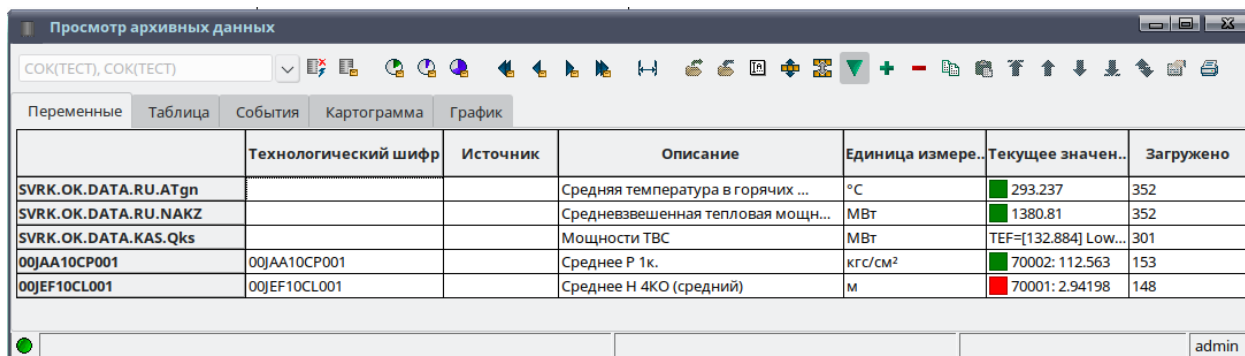 Просмотр архивных данных
СОК(ТЕСТ), СОК(ТЕСТ)
Переменные Таблица События Картограмма График
Технологический шифр Источник Описание Единица измере.. Текущее значен.. Загружено
SVRK.OK.DATA.RU.ATgn Средняя температура в горячих ... °C 293.237 352
SVRK.OK.DATA.RU.NAKZ Средневзвешенная тепловая мощн... МВт 1380.81 352
SVRK.OK.DATA.KAS.Qks Мощности ТВС МВт TEF=[132.884] Low... 301
00JAA10CP001 00JAA10CP001 Среднее P 1к. кгс/см² 70002: 112.563 153
00JEF10CL001 00JEF10CL001 Среднее H 4КО (средний) м 70001: 2.94198 148
admin